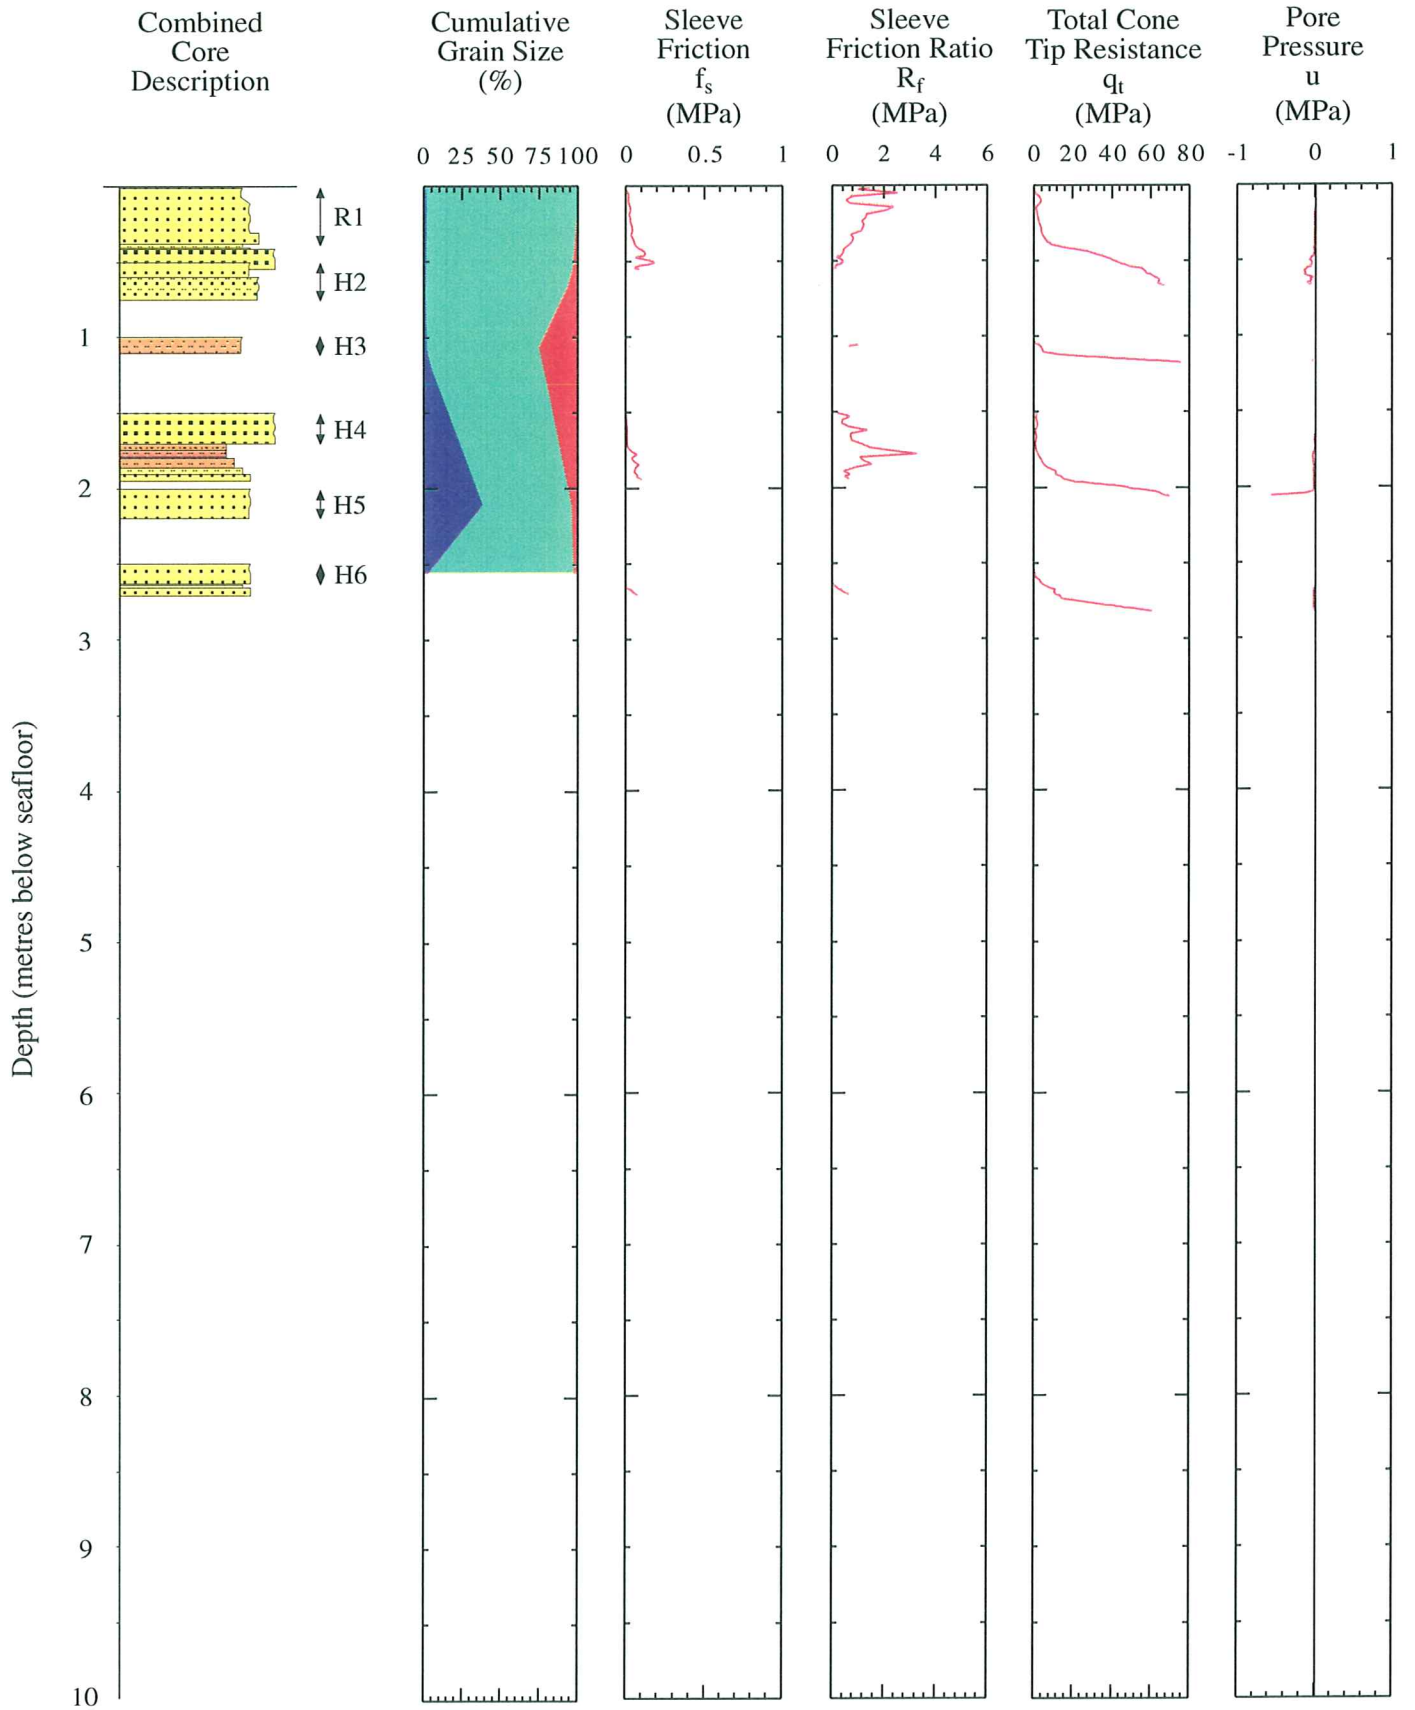 Combined
Core
Description
Cumulative
Grain Size
(%)
Sleeve
Friction
fs
(MPa)
Sleeve
Friction Ratio
Rf
(MPa)
Total Cone
Tip Resistance
qt
(MPa)
Pore
Pressure
u
(MPa)
0 25 50 75 100
0 0.5 1
0 2 4 6
0 20 40 60 80
-1 0 1
R1
H2
1
H3
H4
2
H5
H6
3
4
5
6
7
8
9
10
Depth (metres below seafloor)